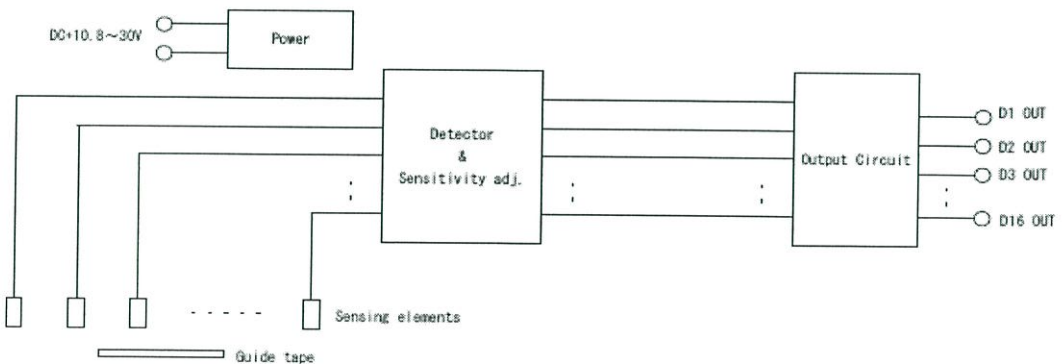 DC+10.8~30V
Power
Detector
&
Sensitivity adj.
Output Circuit
D1 OUT
D2 OUT
D3 OUT
D16 OUT
Sensing elements
Guide tape